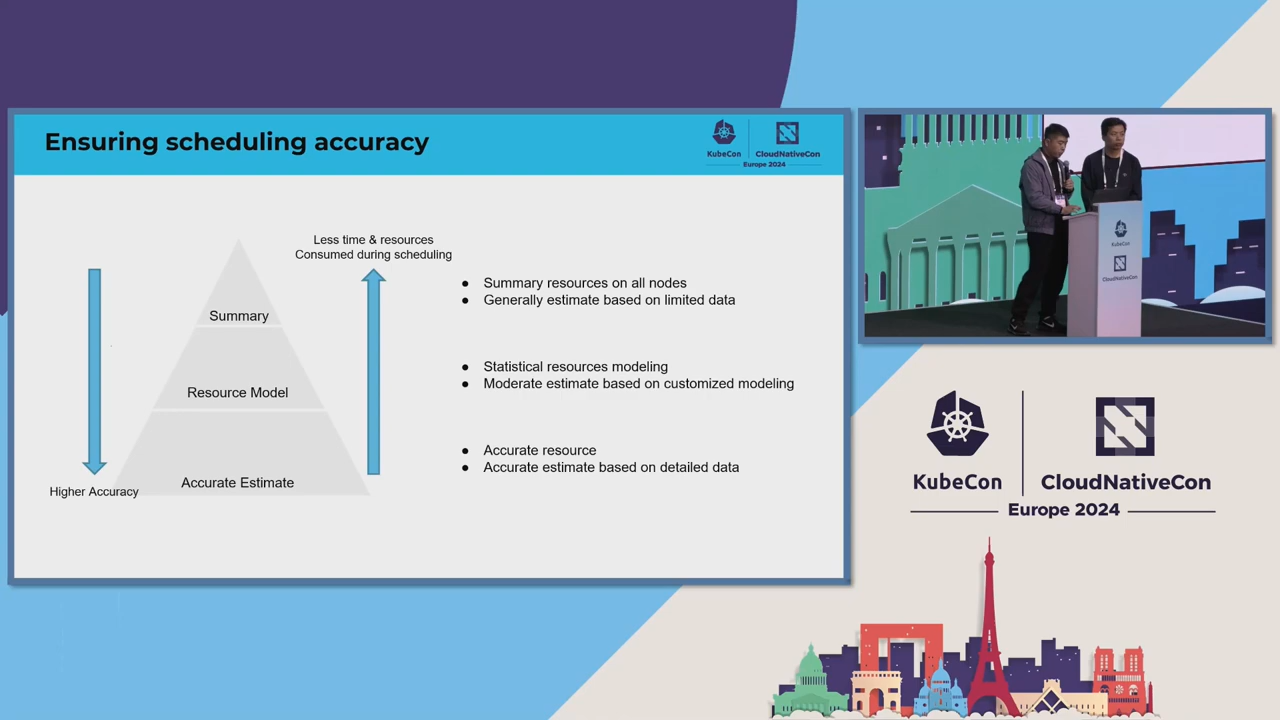 Ensuring scheduling accuracy
KubeCon
CloudNativeCon
Europe 2024
Less time & resources
Consumed during scheduling
Summary
Resource Model
Accurate Estimate
Higher Accuracy
● Summary resources on all nodes
● Generally estimate based on limited data
● Statistical resources modeling
● Moderate estimate based on customized modeling
● Accurate resource
● Accurate estimate based on detailed data
KubeCon
CloudNativeCon
KubeCon
CloudNativeCon
Europe 2024